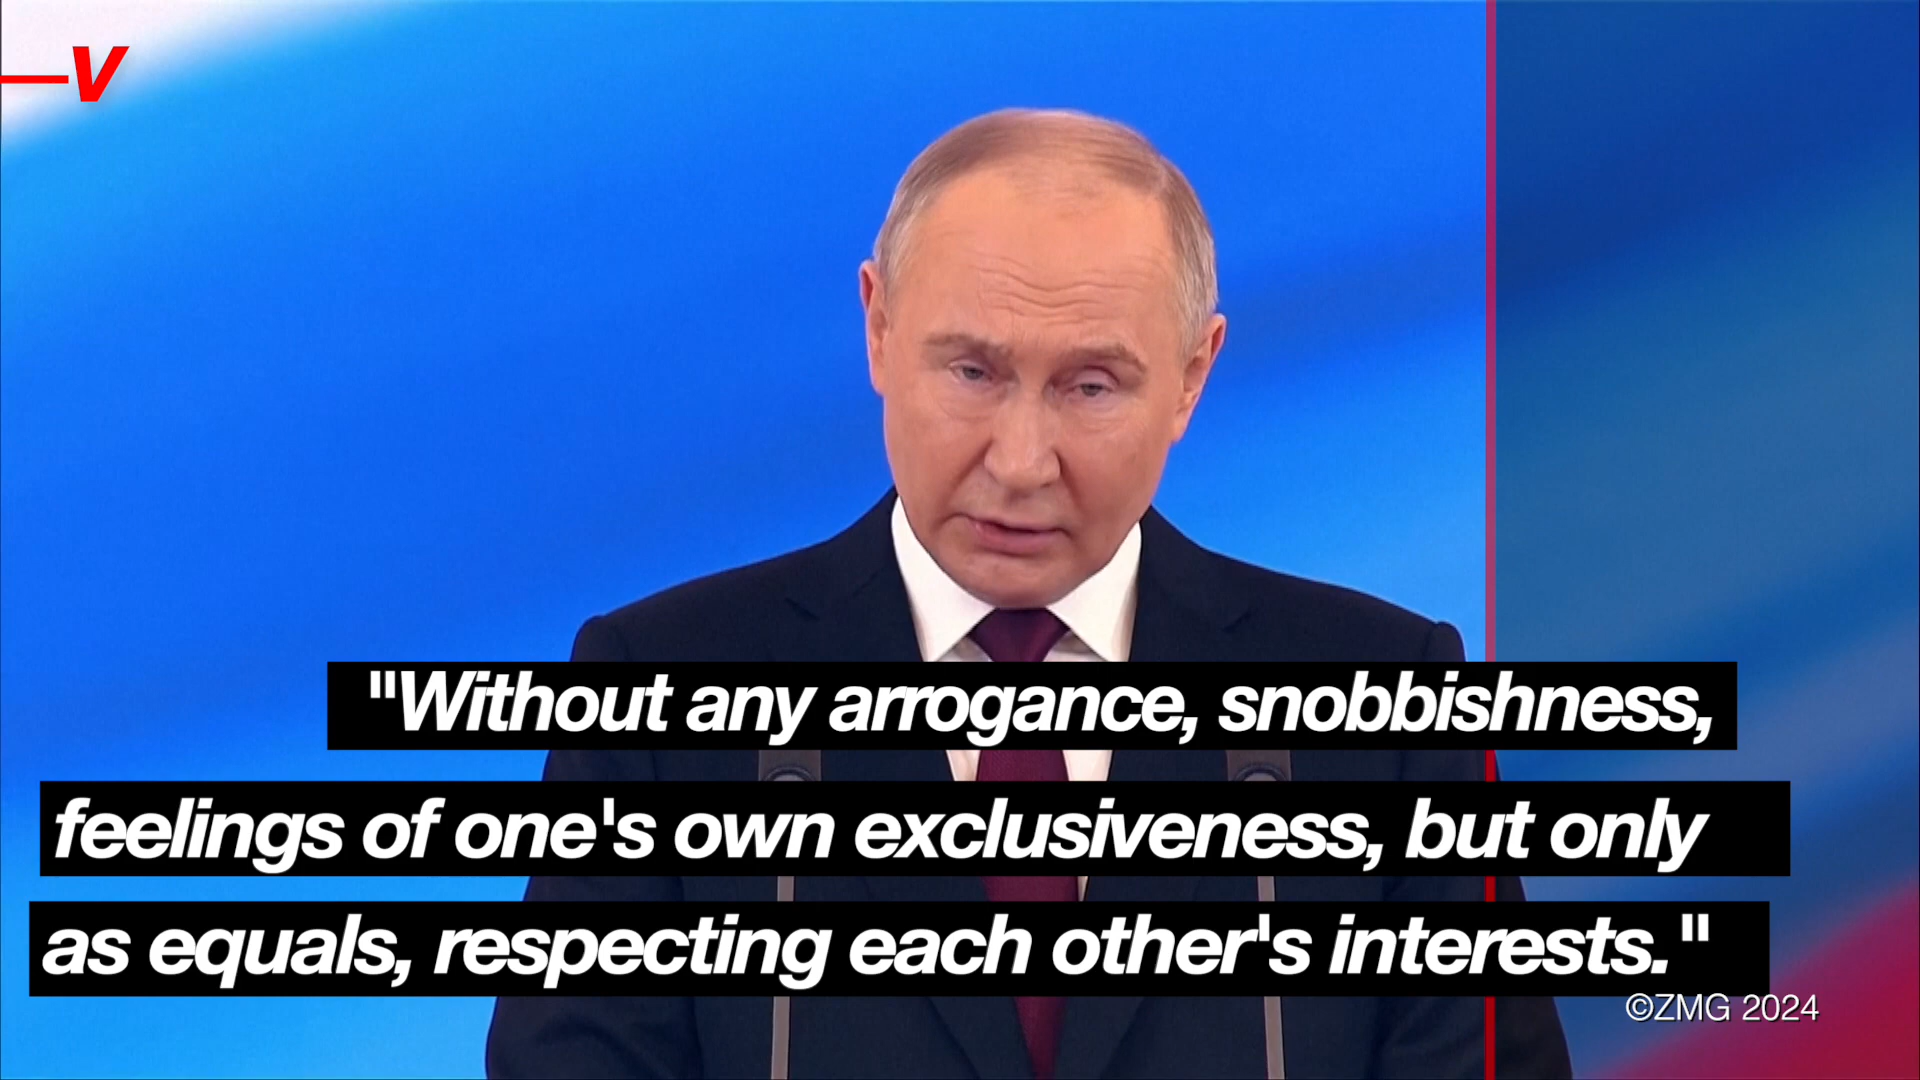 V
"Without any arrogance, snobbishness,
feelings of one's own exclusiveness, but only
as equals, respecting each other's interests."
©ZMG 2024